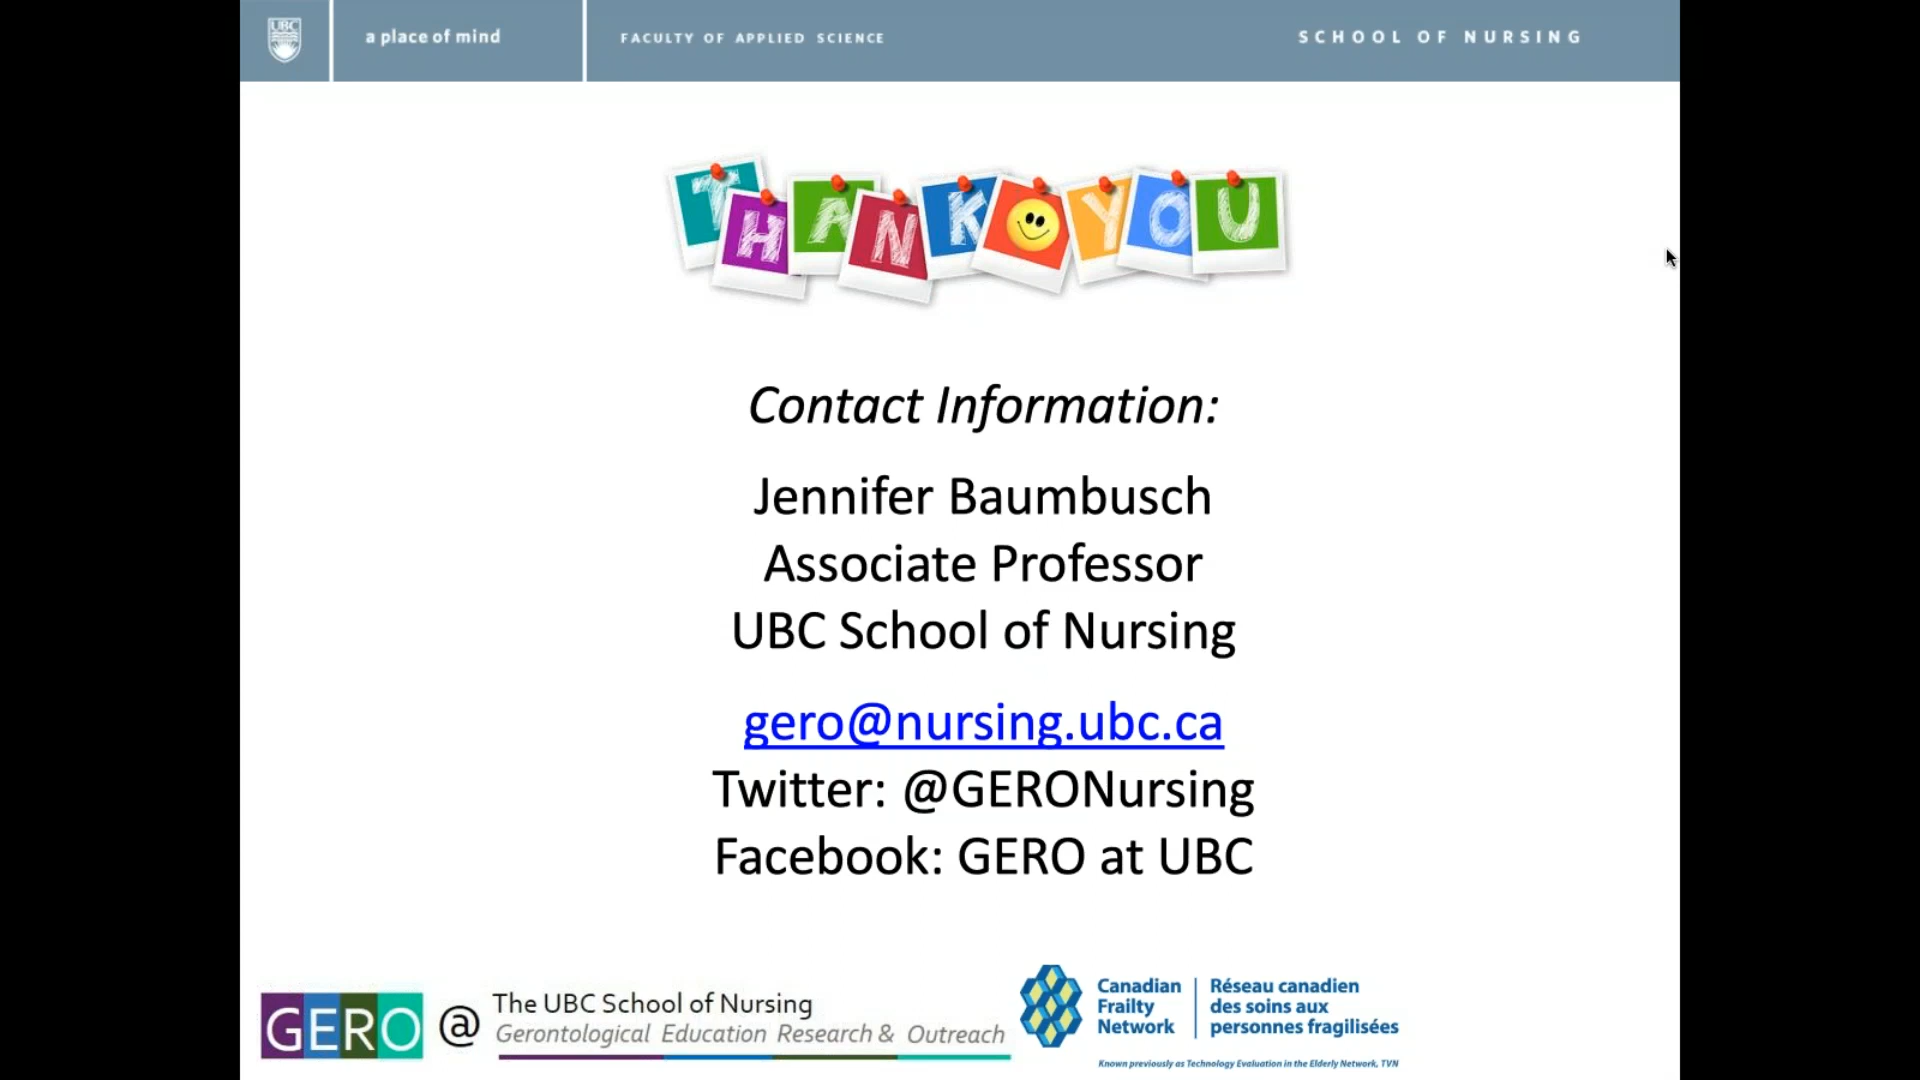 UBC
a place of mind
FACULTY OF APPLIED SCIENCE
SCHOOL OF NURSING
THANK YOU
Contact Information:
Jennifer Baumbusch
Associate Professor
UBC School of Nursing
gero@nursing.ubc.ca
Twitter: @GERONursing
Facebook: GERO at UBC
GERO @
The UBC School of Nursing
Gerontological Education Research & Outreach
Canadian
Frailty
Network
Réseau canadien
des soins aux
personnes fragilisées
Known previously as Technology Evaluation in the Elderly Network, TVN